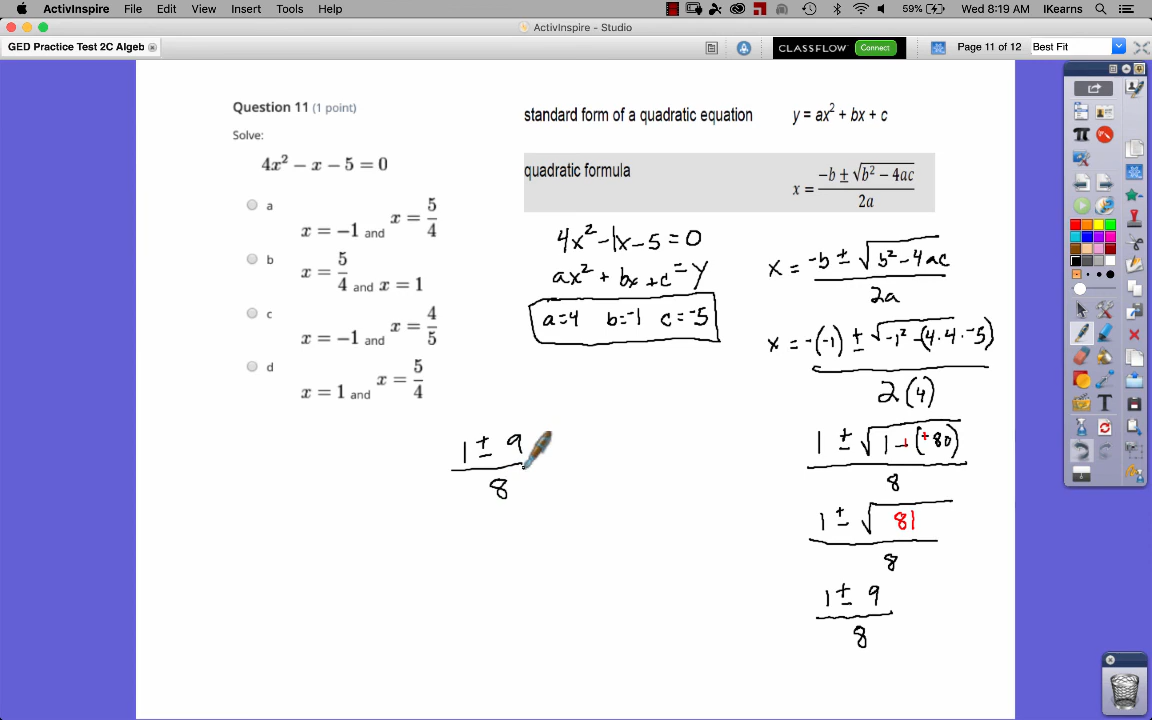 ActivInspire File Edit View Insert Tools Help 59% Wed 8:19 AM IKearns
ActivInspire - Studio
GED Practice Test 2C Algeb CLASSFLOW Connect Page 11 of 12 Best Fit
Question 11 (1 point)
Solve:
4x² − x − 5 = 0
a
x = −1 and x = 5/4
b
x = 5/4 and x = 1
c
x = −1 and x = 4/5
d
x = 1 and x = 5/4
standard form of a quadratic equation y = ax² + bx + c
quadratic formula x = (−b ± √(b² − 4ac)) / 2a
4x² − 1x − 5 = 0
ax² + bx + c = y
a=4 b=-1 c=-5
x = (-b ± √(b² − 4ac)) / 2a
x = (-(-1) ± √(-1² − (4·4·-5))) / 2(4)
(1 ± √(1 − (+80))) / 8
(1 ± √81) / 8
(1 ± 9) / 8
(1 ± 9) / 8